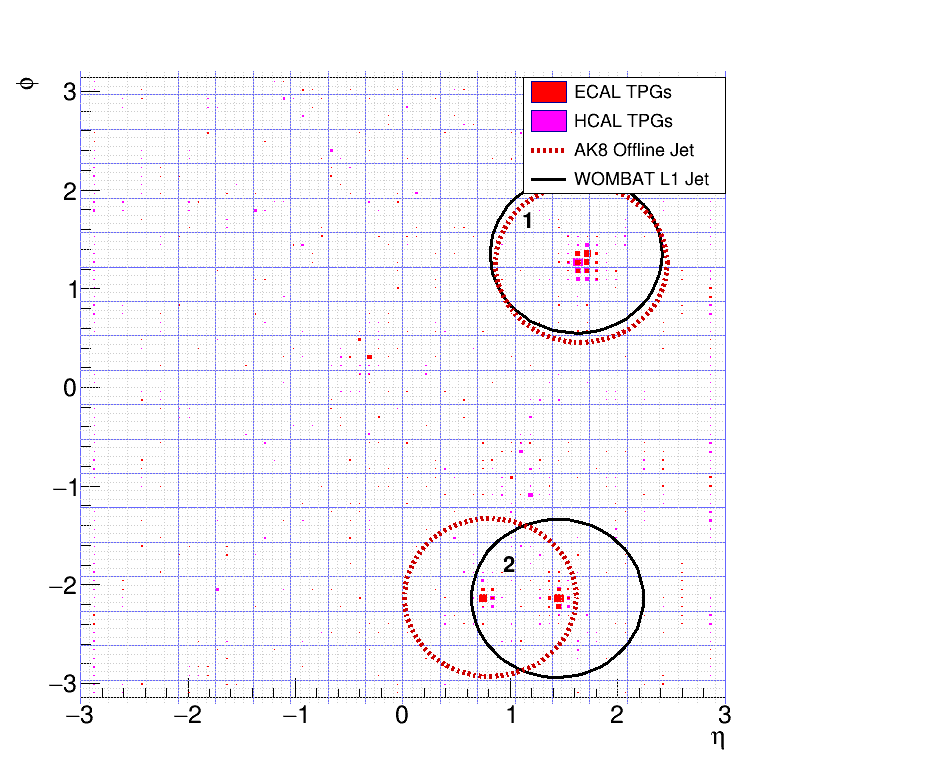 ϕ
3
ECAL TPGs
HCAL TPGs
AK8 Offline Jet
WOMBAT L1 Jet
2
1
1
0
−1
2
−2
−3
−3 −2 −1 0 1 2 3
η